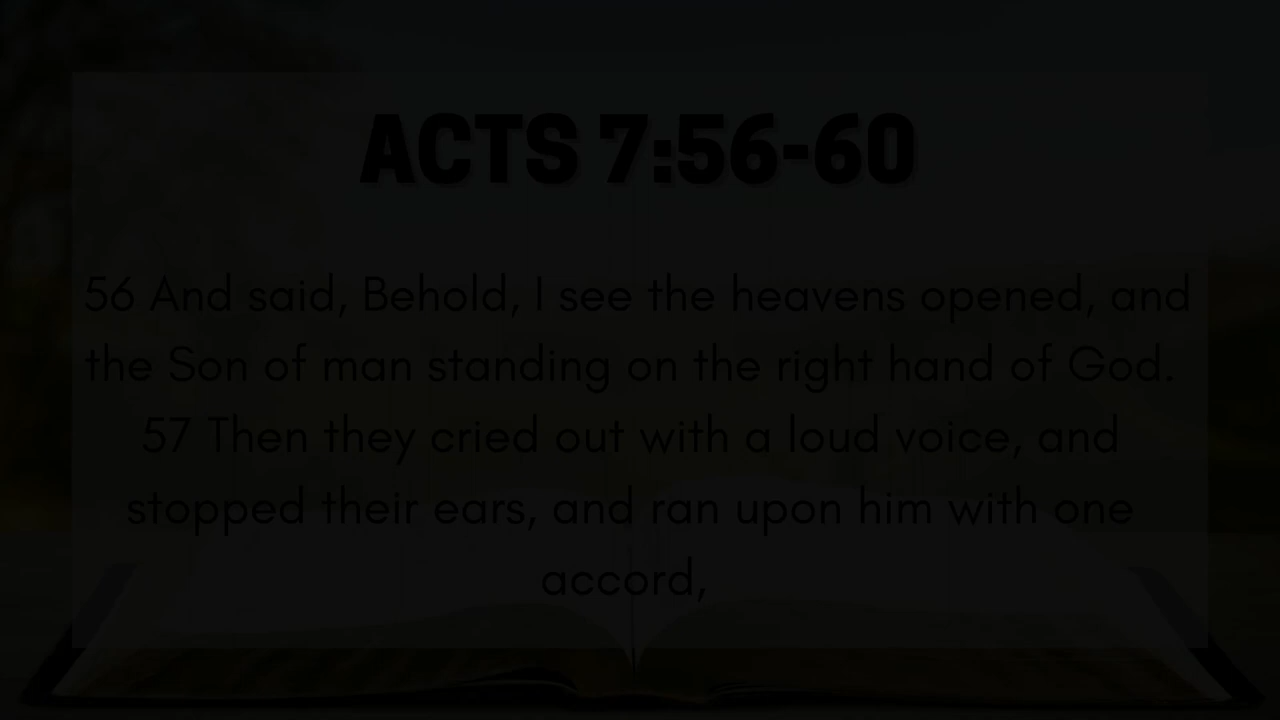 ACTS 7:56-60
56 And said, Behold, I see the heavens opened, and
the Son of man standing on the right hand of God.
57 Then they cried out with a loud voice, and
stopped their ears, and ran upon him with one
accord,